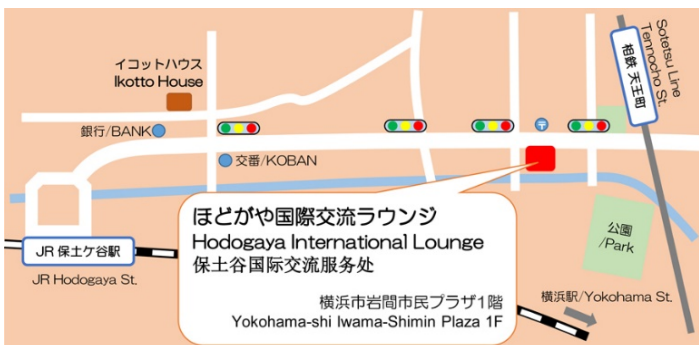 イコットハウス
Ikotto House
銀行/BANK
交番/KOBAN
〒
Sotetsu Line
Tennocho St.
相鉄 天王町
ほどがや国際交流ラウンジ
Hodogaya International Lounge
保土谷国际交流服务处
横浜市岩間市民プラザ1階
Yokohama-shi Iwama-Shimin Plaza 1F
公園
/Park
横浜駅/Yokohama St.
JR 保土ケ谷駅
JR Hodogaya St.